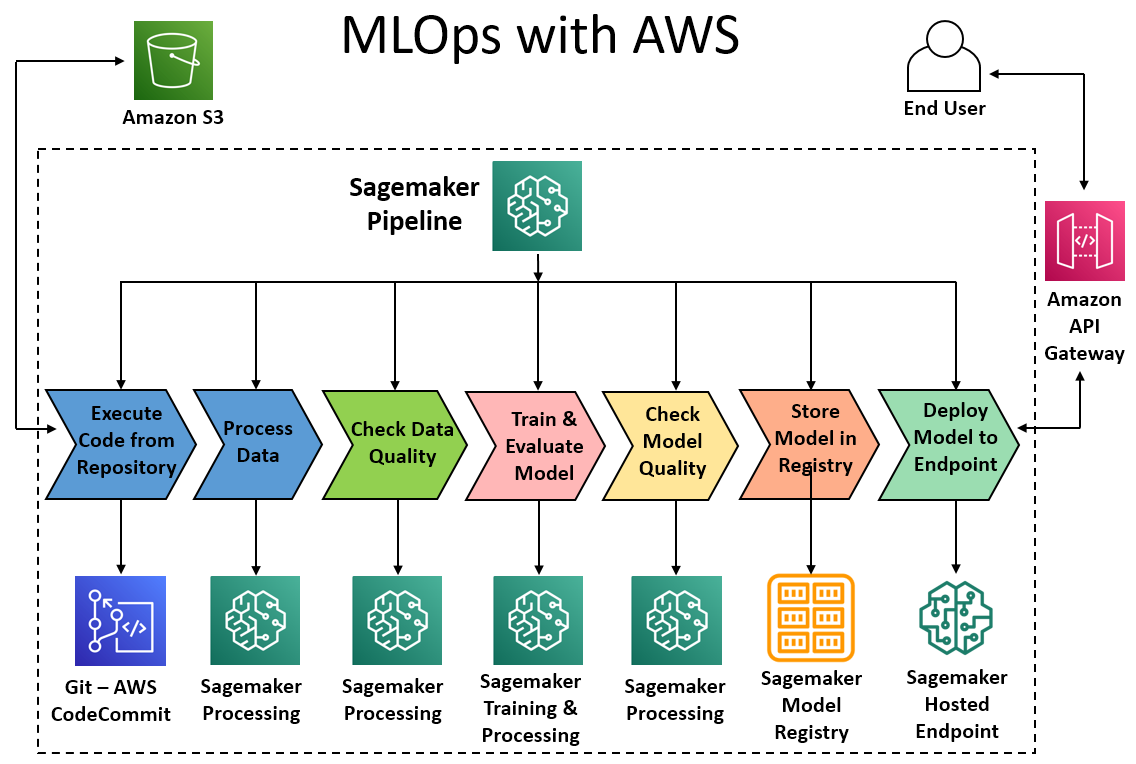 MLOps with AWS
Amazon S3
End User
Sagemaker
Pipeline
Amazon
API
Gateway
Execute
Code from
Repository
Process
Data
Check Data
Quality
Train &
Evaluate
Model
Check
Model
Quality
Store
Model in
Registry
Deploy
Model to
Endpoint
Git – AWS
CodeCommit
Sagemaker
Processing
Sagemaker
Processing
Sagemaker
Training &
Processing
Sagemaker
Processing
Sagemaker
Model
Registry
Sagemaker
Hosted
Endpoint